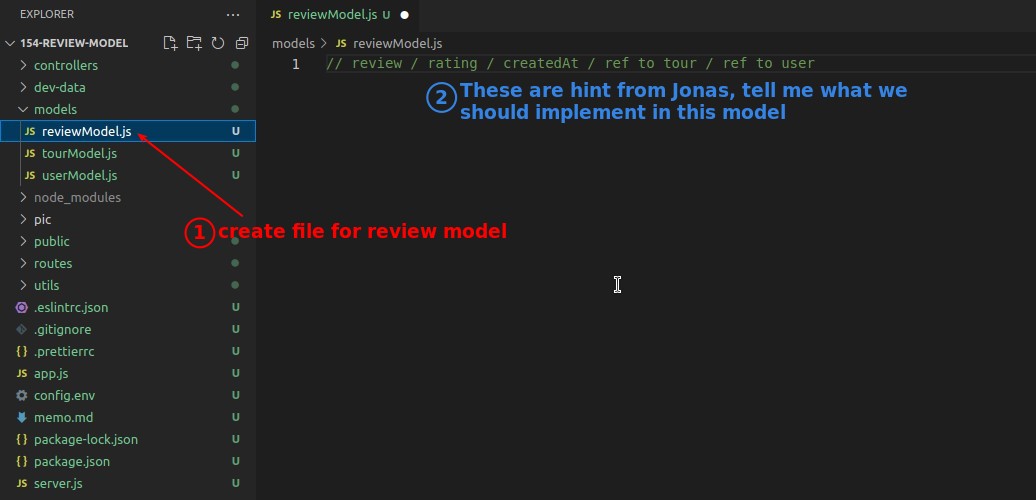 EXPLORER
154-REVIEW-MODEL
controllers
dev-data
models
JS reviewModel.js U
JS tourModel.js U
JS userModel.js U
node_modules
pic
public
routes
utils
.eslintrc.json U
.gitignore U
{} .prettierrc U
JS app.js U
config.env U
memo.md U
{} package-lock.json U
{} package.json U
JS server.js U
JS reviewModel.js U
models > JS reviewModel.js
1 // review / rating / createdAt / ref to tour / ref to user
2 These are hint from Jonas, tell me what we
should implement in this model
1 create file for review model